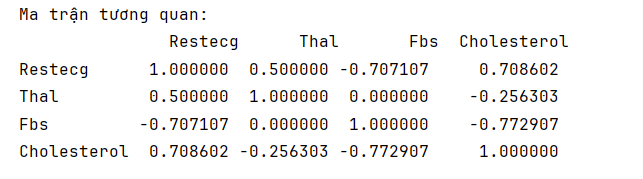 Ma trận tương quan:
Restecg Thal Fbs Cholesterol
Restecg 1.000000 0.500000 -0.707107 0.708602
Thal 0.500000 1.000000 0.000000 -0.256303
Fbs -0.707107 0.000000 1.000000 -0.772907
Cholesterol 0.708602 -0.256303 -0.772907 1.000000